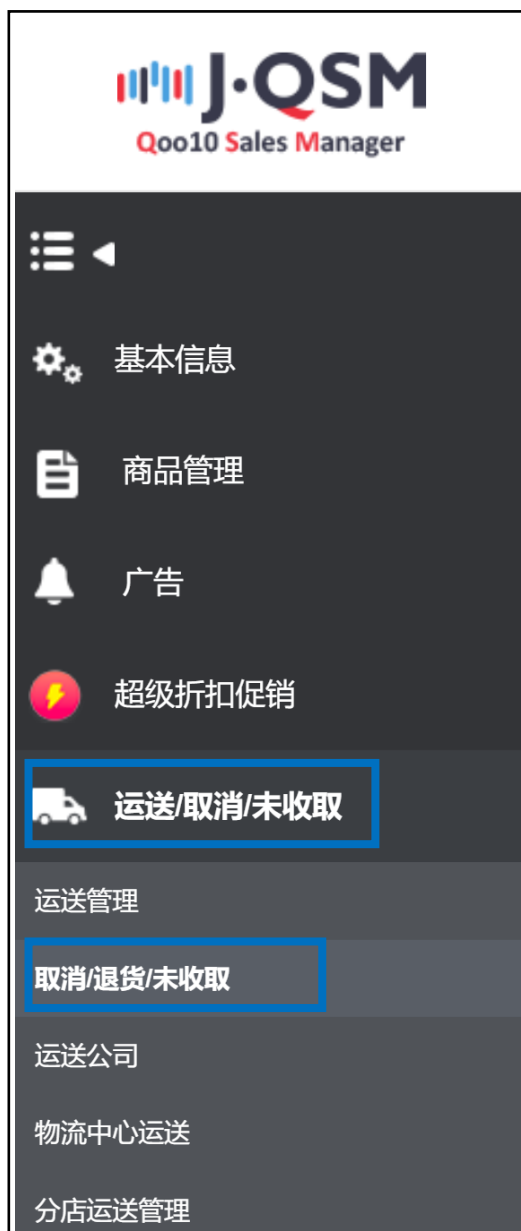 J·QSM
Qoo10 Sales Manager
基本信息
商品管理
广告
超级折扣促销
运送/取消/未收取
运送管理
取消/退货/未收取
运送公司
物流中心运送
分店运送管理